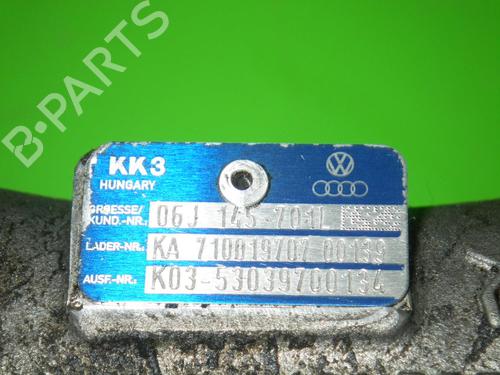 B-PARTS
KK3
HUNGARY
GROESSE/
KUND.-NR.: 06J 145 701L
LADER-NR.: KA 710019707 00139
AUSF.-NR.: K03-53039700134